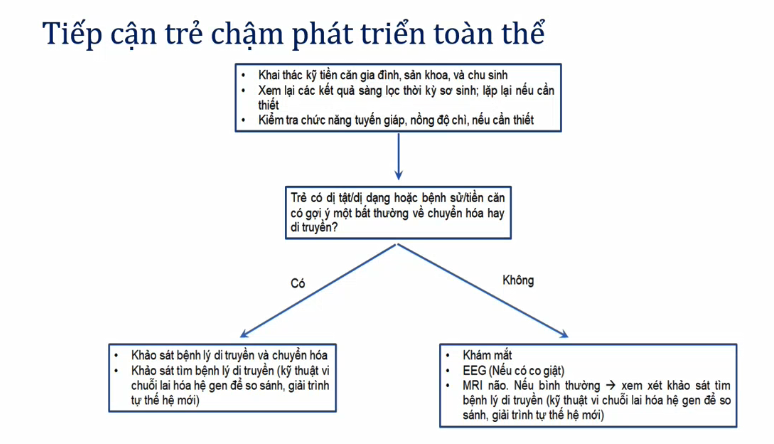 Tiếp cận trẻ chậm phát triển toàn thể
• Khai thác kỹ tiền căn gia đình, sản khoa, và chu sinh
• Xem lại các kết quả sàng lọc thời kỳ sơ sinh; lặp lại nếu cần
thiết
• Kiểm tra chức năng tuyến giáp, nồng độ chì, nếu cần thiết
Trẻ có dị tật/dị dạng hoặc bệnh sử/tiền căn
có gợi ý một bất thường về chuyển hóa hay
di truyền?
Có
Không
• Khảo sát bệnh lý di truyền và chuyển hóa
• Khảo sát tìm bệnh lý di truyền (kỹ thuật vi
chuỗi lai hóa hệ gen để so sánh, giải trình
tự thế hệ mới)
• Khám mắt
• EEG (Nếu có co giật)
• MRI não. Nếu bình thường → xem xét khảo sát tìm
bệnh lý di truyền (kỹ thuật vi chuỗi lai hóa hệ gen để so
sánh, giải trình tự thế hệ mới)